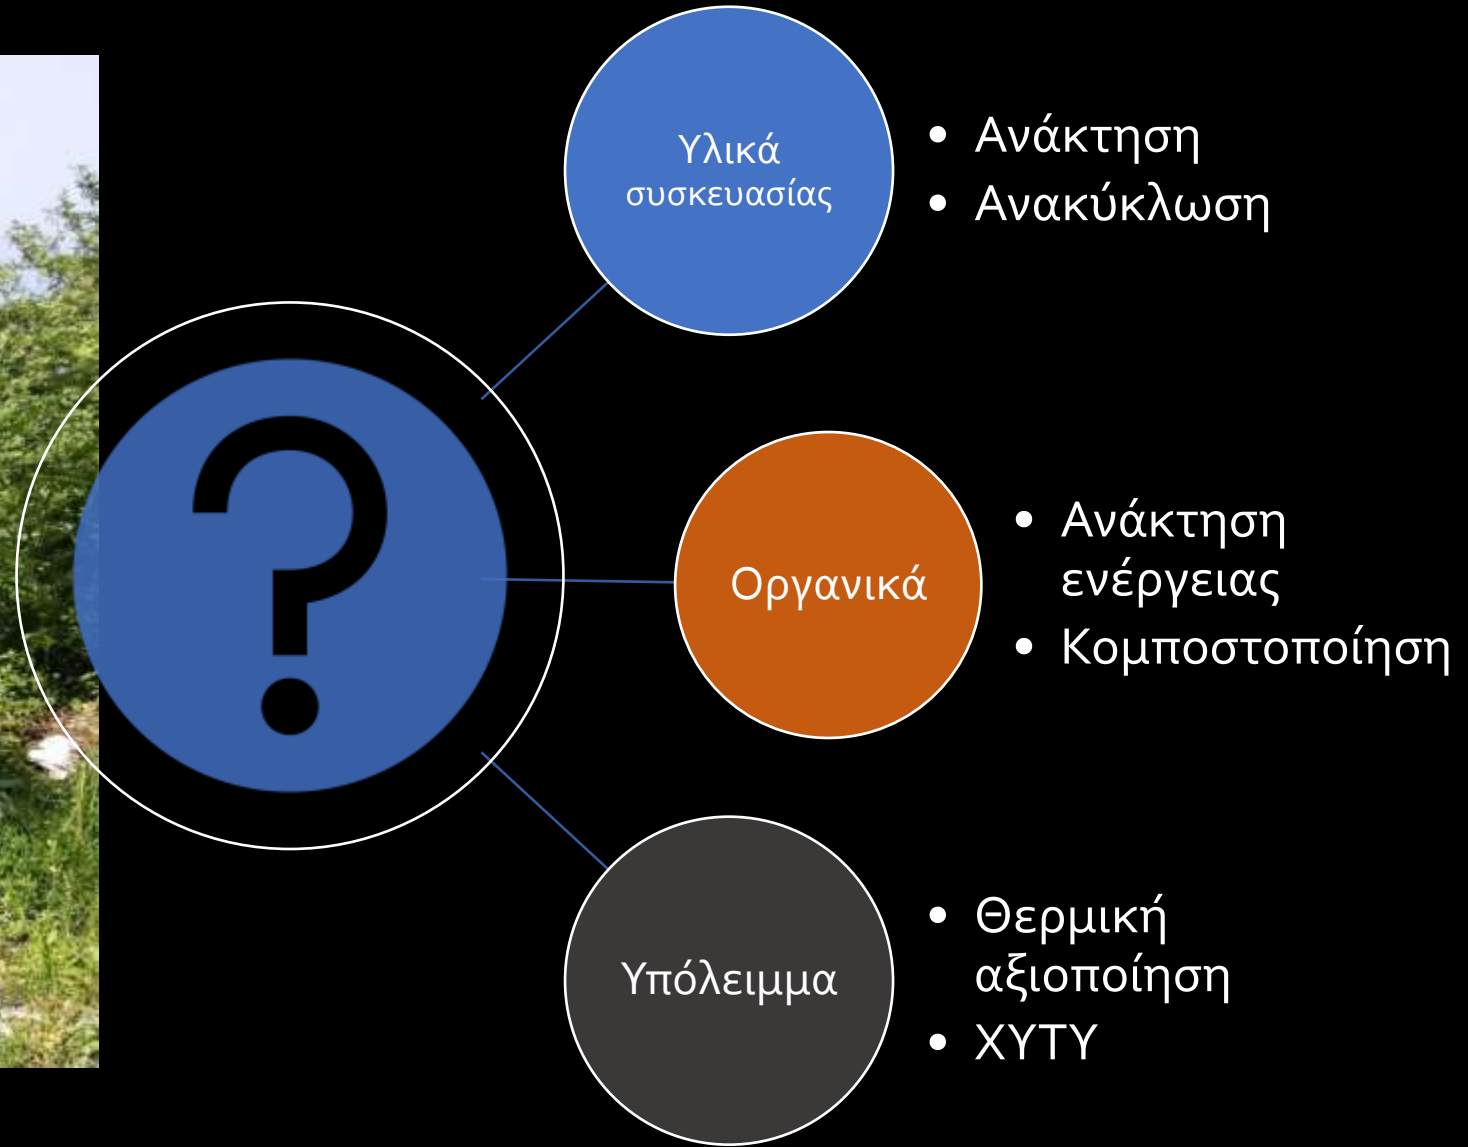 Υλικά
συσκευασίας
• Ανάκτηση
• Ανακύκλωση
?
Οργανικά
• Ανάκτηση
ενέργειας
• Κομποστοποίηση
Υπόλειμμα
• Θερμική
αξιοποίηση
• ΧΥΤΥ